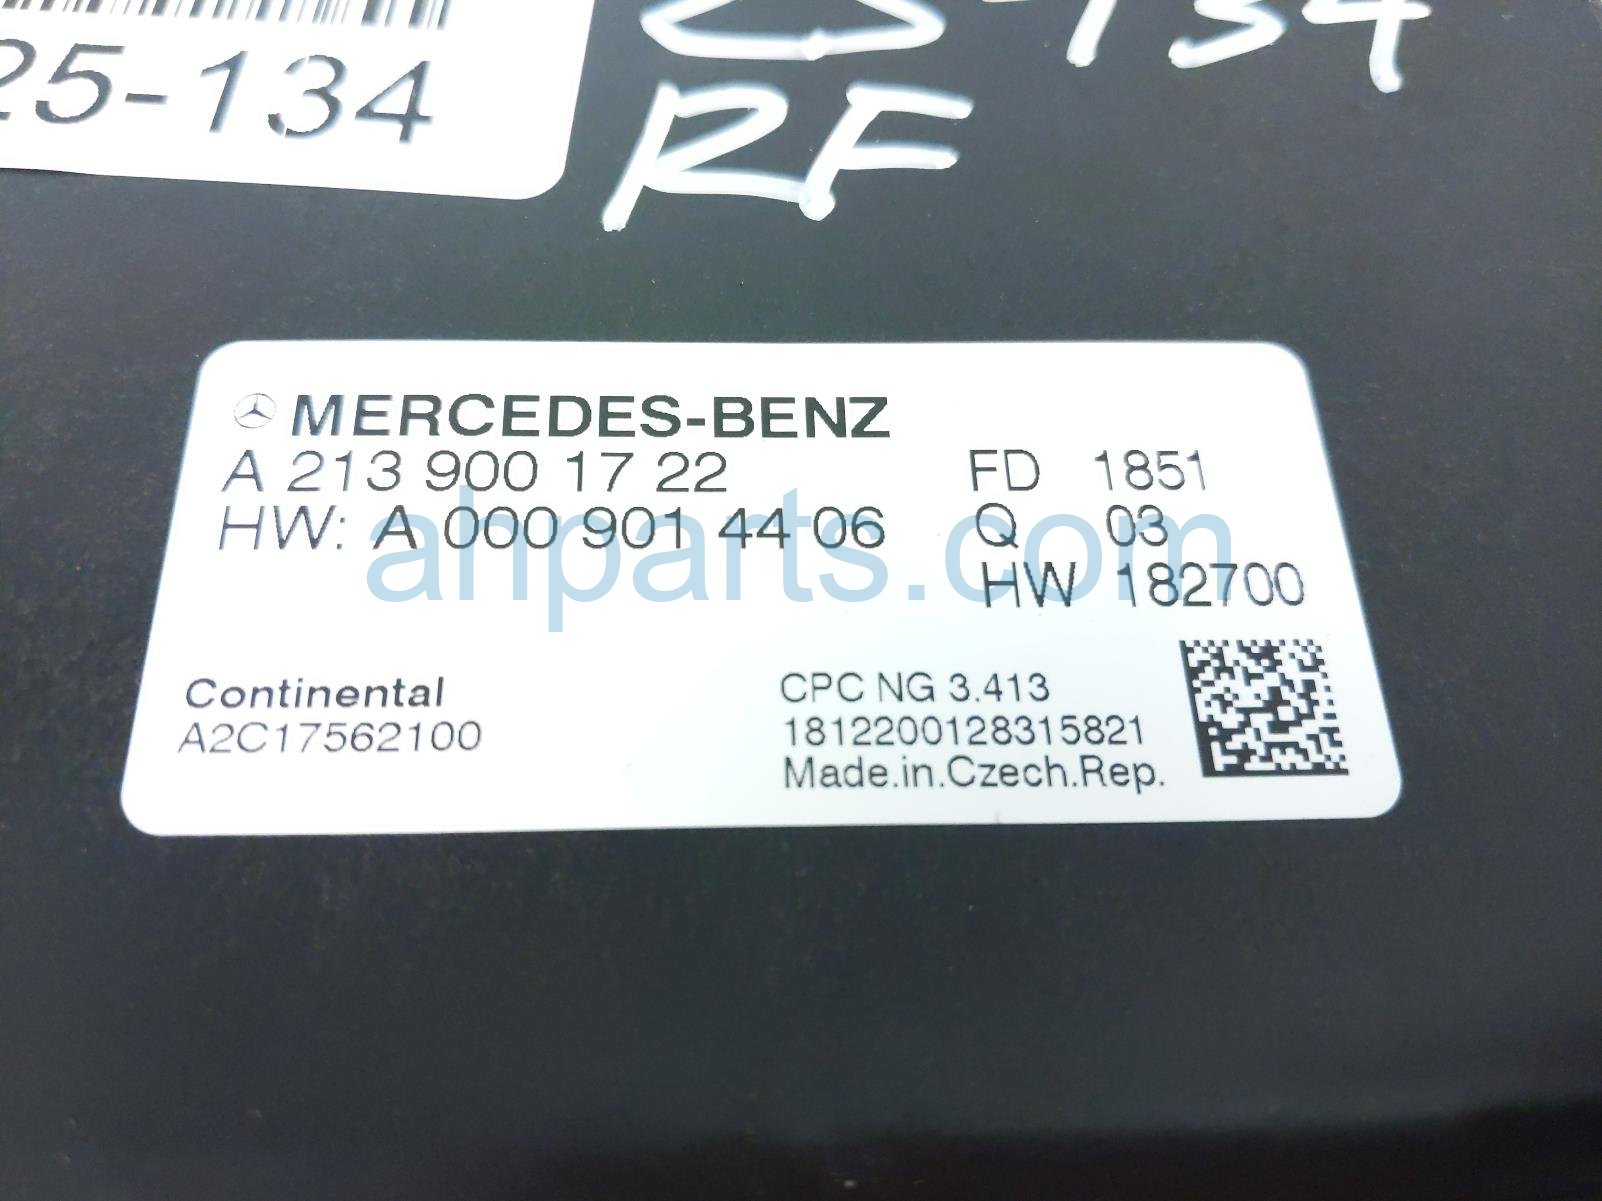 25-134
-134
RF
MERCEDES-BENZ
A 213 900 17 22
FD 1851
HW: A 000 901 44 06
Q 03
HW 182700
ahparts.com
Continental
A2C17562100
CPC NG 3.413
1812200128315821
Made.in.Czech.Rep.